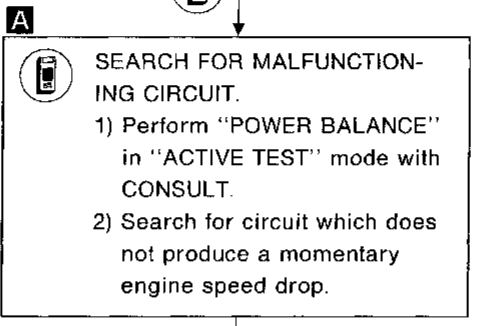 A
SEARCH FOR MALFUNCTION-
ING CIRCUIT.
1) Perform "POWER BALANCE"
in "ACTIVE TEST" mode with
CONSULT.
2) Search for circuit which does
not produce a momentary
engine speed drop.